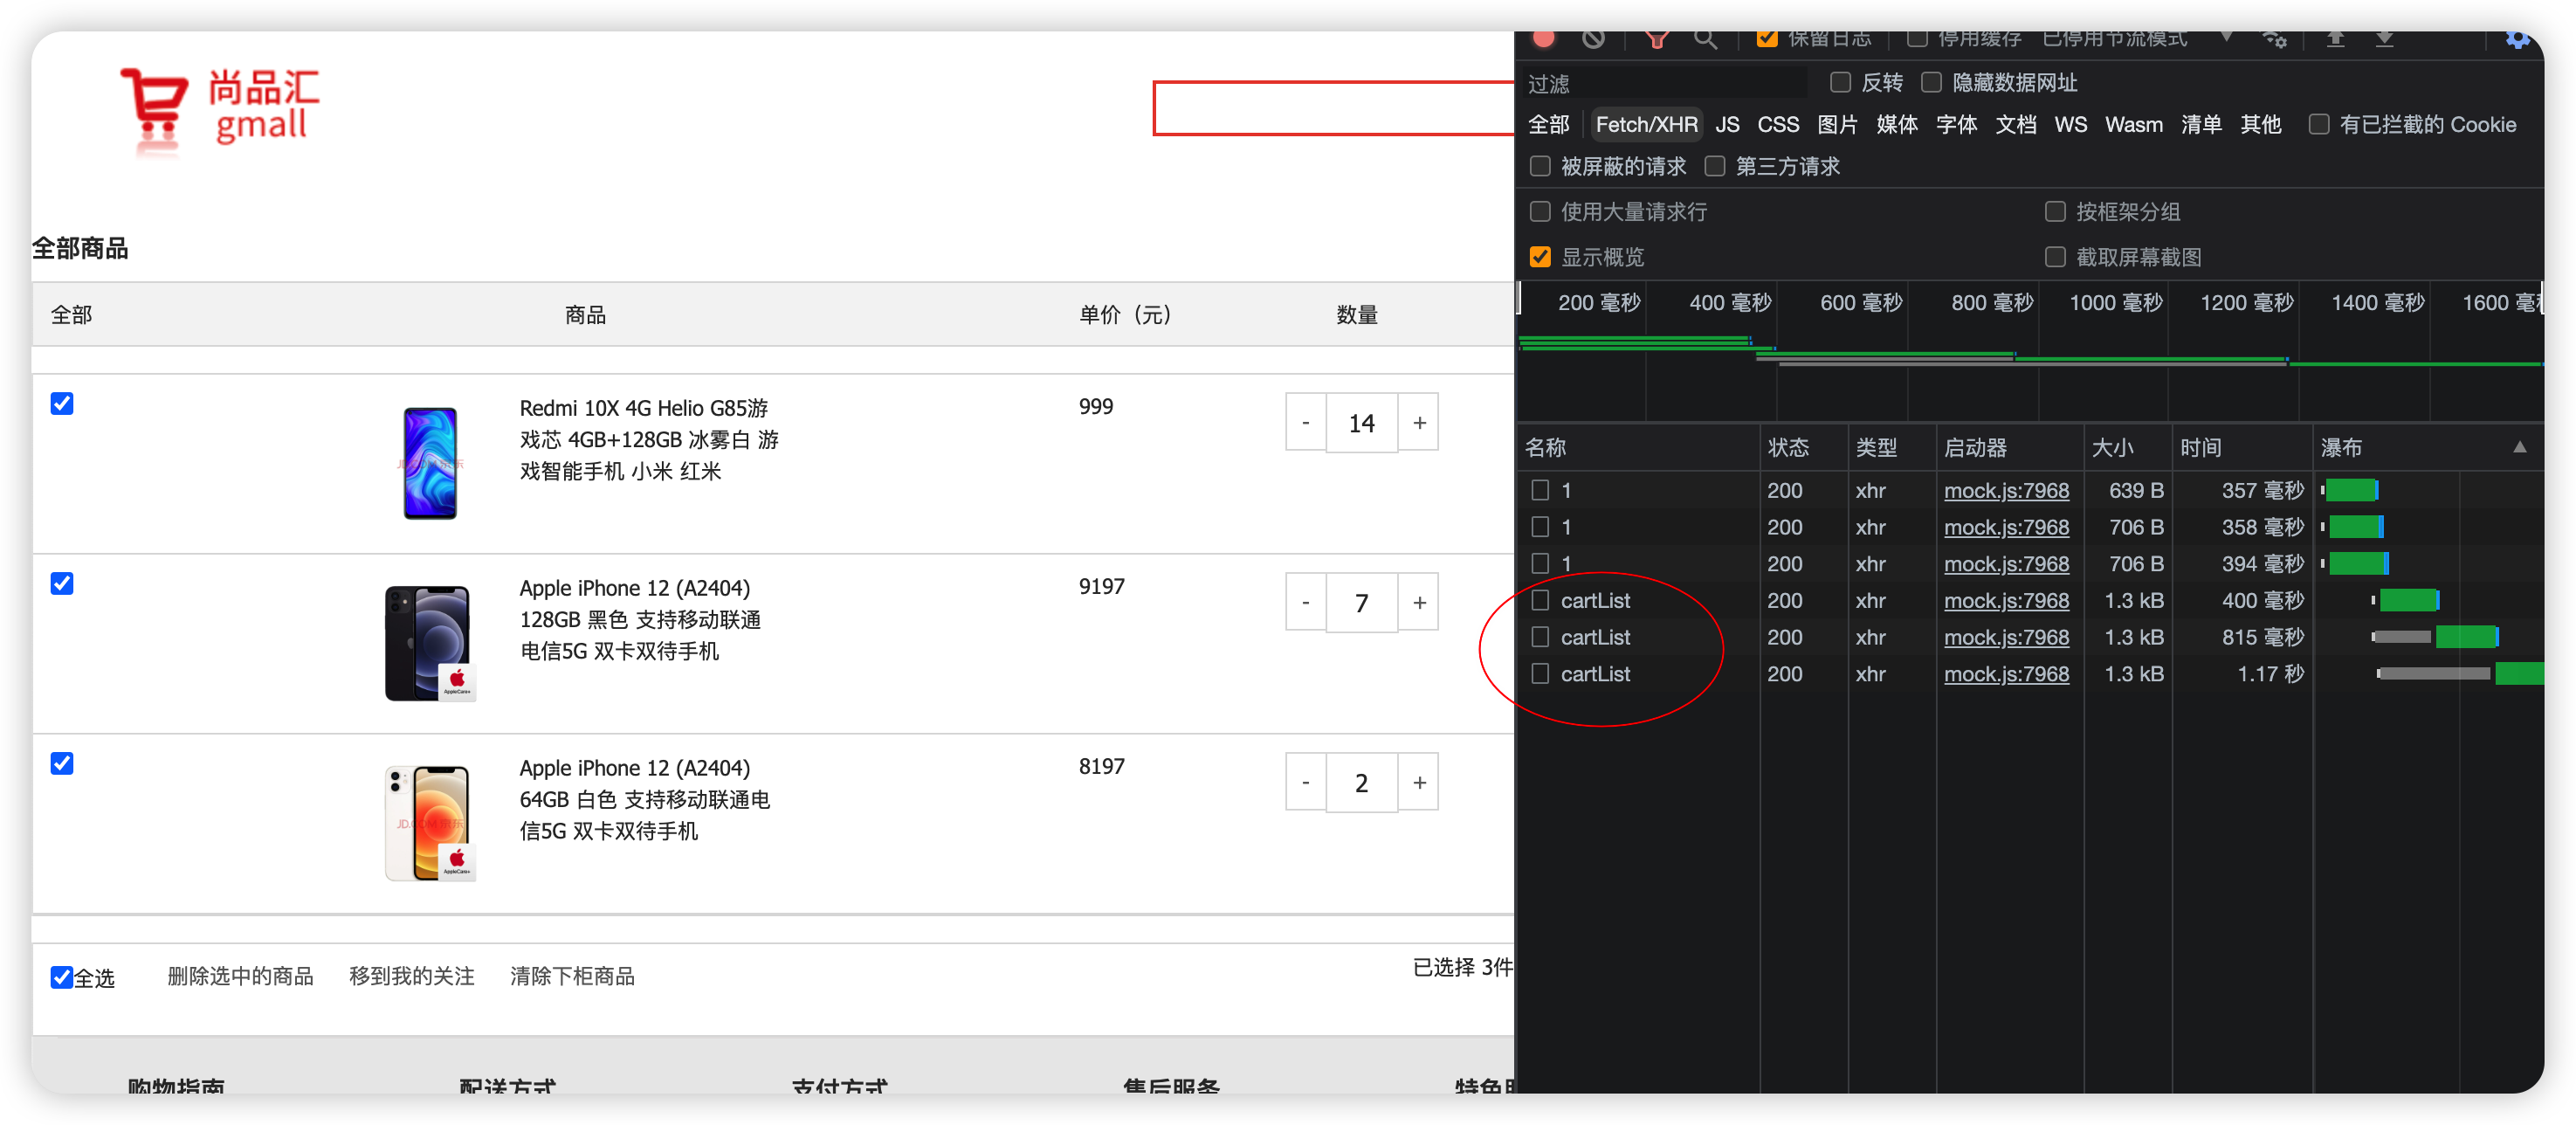 尚品汇
gmall
全部商品
全部 商品 单价（元） 数量
Redmi 10X 4G Helio G85游
戏芯 4GB+128GB 冰雾白 游
戏智能手机 小米 红米
999
- 14 +
JD.COM 京东
Apple iPhone 12 (A2404)
128GB 黑色 支持移动联通
电信5G 双卡双待手机
9197
- 7 +
AppleCare+
Apple iPhone 12 (A2404)
64GB 白色 支持移动联通电
信5G 双卡双待手机
8197
- 2 +
JD.COM 京东
AppleCare+
全选 删除选中的商品 移到我的关注 清除下柜商品 已选择 3件
购物指南 配送方式 支付方式 售后服务 特色
保留日志 停用缓存 已停用节流模式
过滤 反转 隐藏数据网址
全部 Fetch/XHR JS CSS 图片 媒体 字体 文档 WS Wasm 清单 其他 有已拦截的 Cookie
被屏蔽的请求 第三方请求
使用大量请求行 按框架分组
显示概览 截取屏幕截图
200 毫秒 400 毫秒 600 毫秒 800 毫秒 1000 毫秒 1200 毫秒 1400 毫秒 1600 毫
名称 状态 类型 启动器 大小 时间 瀑布
1 200 xhr mock.js:7968 639 B 357 毫秒
1 200 xhr mock.js:7968 706 B 358 毫秒
1 200 xhr mock.js:7968 706 B 394 毫秒
cartList 200 xhr mock.js:7968 1.3 kB 400 毫秒
cartList 200 xhr mock.js:7968 1.3 kB 815 毫秒
cartList 200 xhr mock.js:7968 1.3 kB 1.17 秒